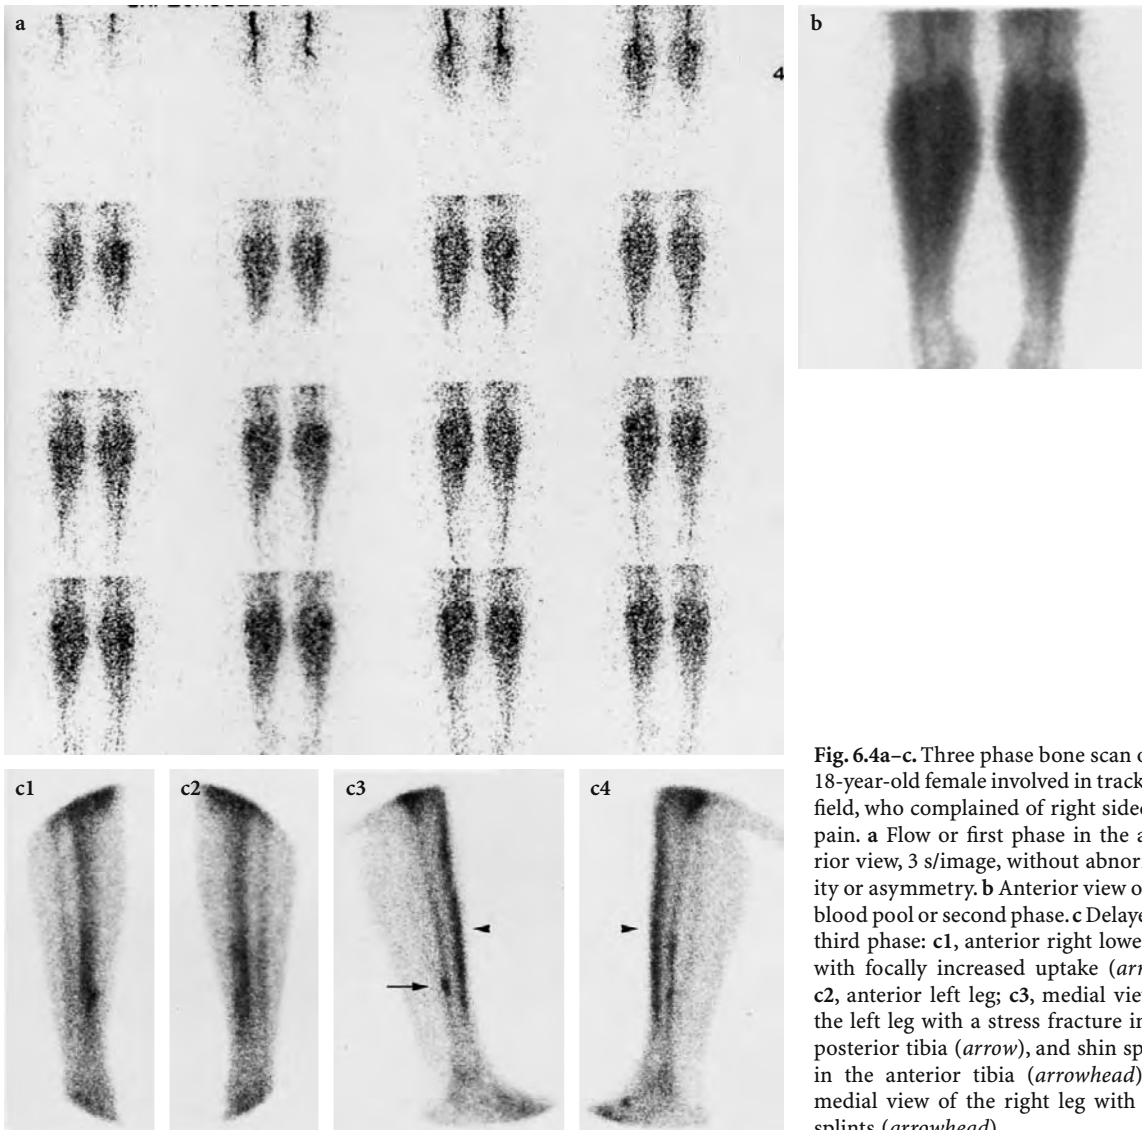 a
4
b
c1
c2
c3
c4
Fig. 6.4a–c. Three phase bone scan o
18-year-old female involved in track
field, who complained of right sided
pain. a Flow or first phase in the a
rior view, 3 s/image, without abnorm
ity or asymmetry. b Anterior view o
blood pool or second phase. c Delaye
third phase: c1, anterior right lower
with focally increased uptake (arr
c2, anterior left leg; c3, medial view
the left leg with a stress fracture in
posterior tibia (arrow), and shin sp
in the anterior tibia (arrowhead)
medial view of the right leg with
splints (arrowhead)